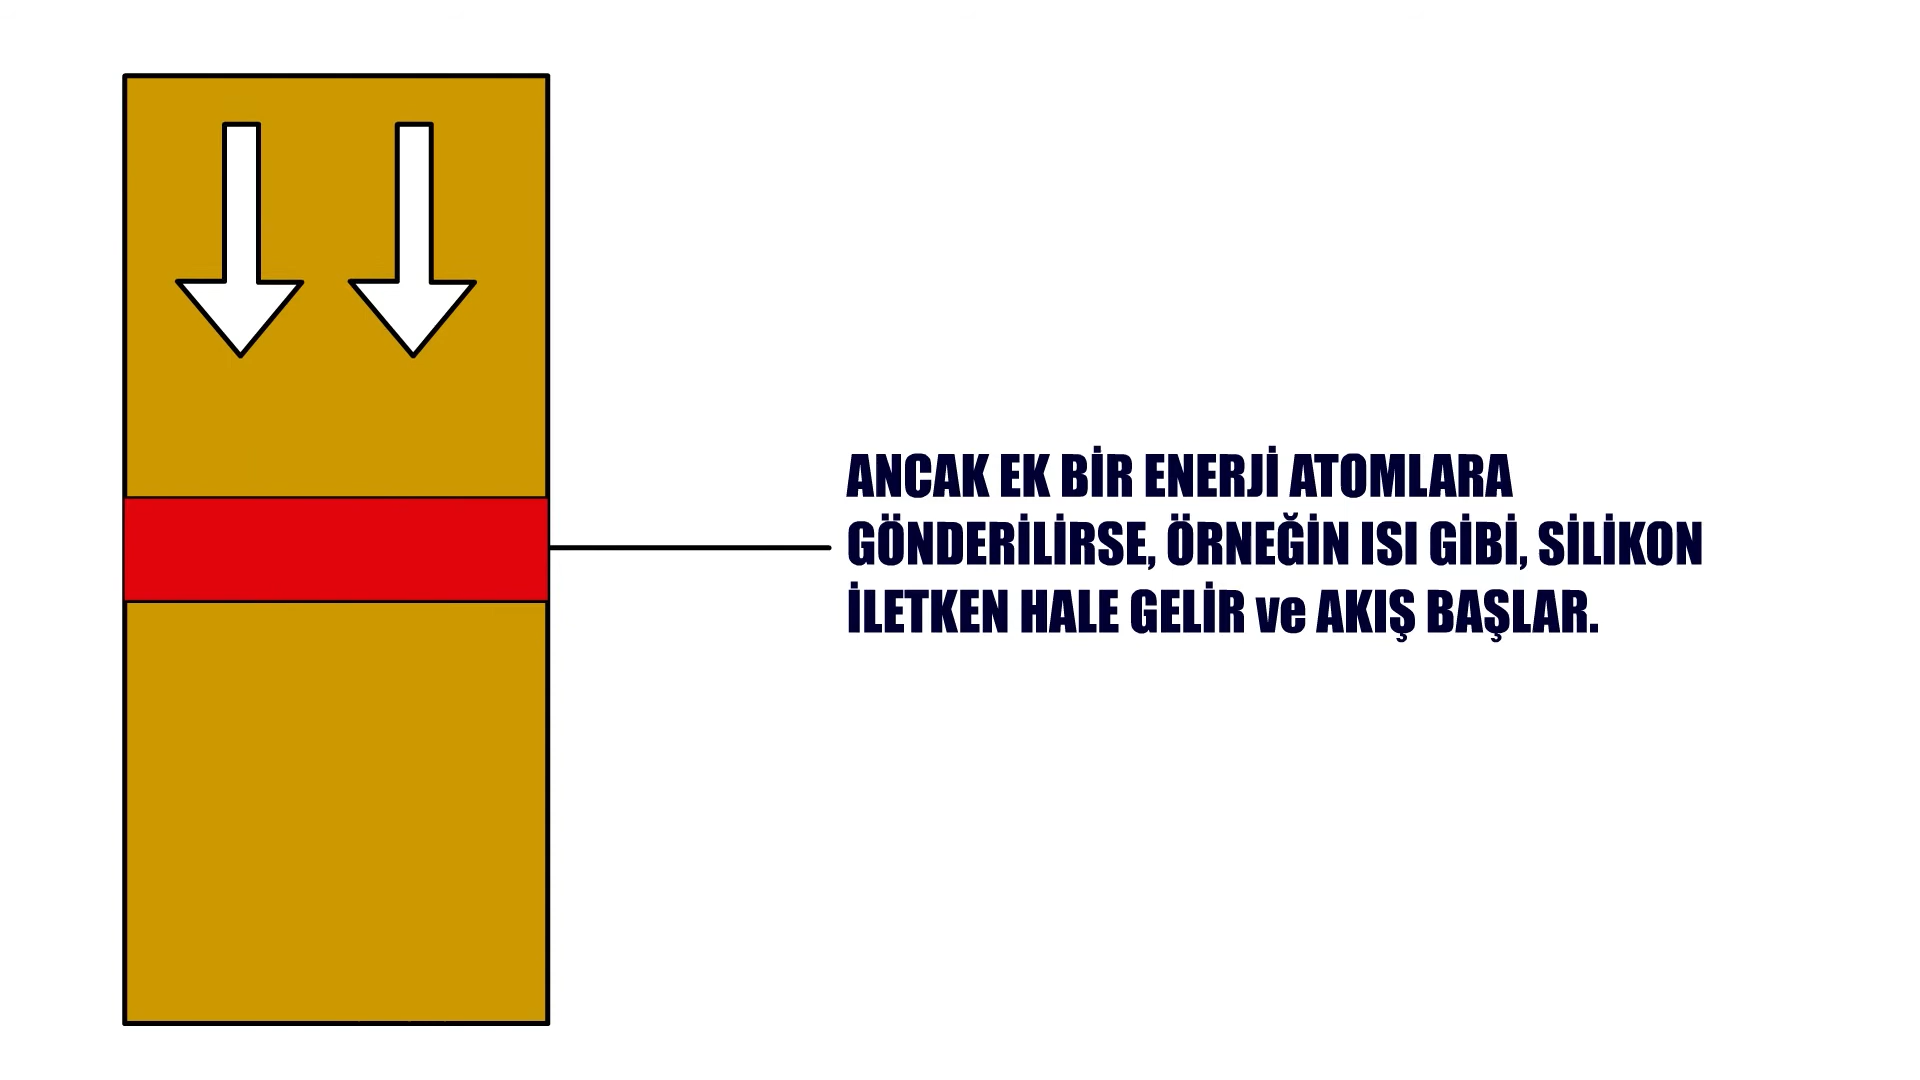 ANCAK EK BİR ENERJİ ATOMLARA
GÖNDERİLİRSE, ÖRNEĞİN ISI GİBİ, SİLİKON
İLETKEN HALE GELİR ve AKIŞ BAŞLAR.